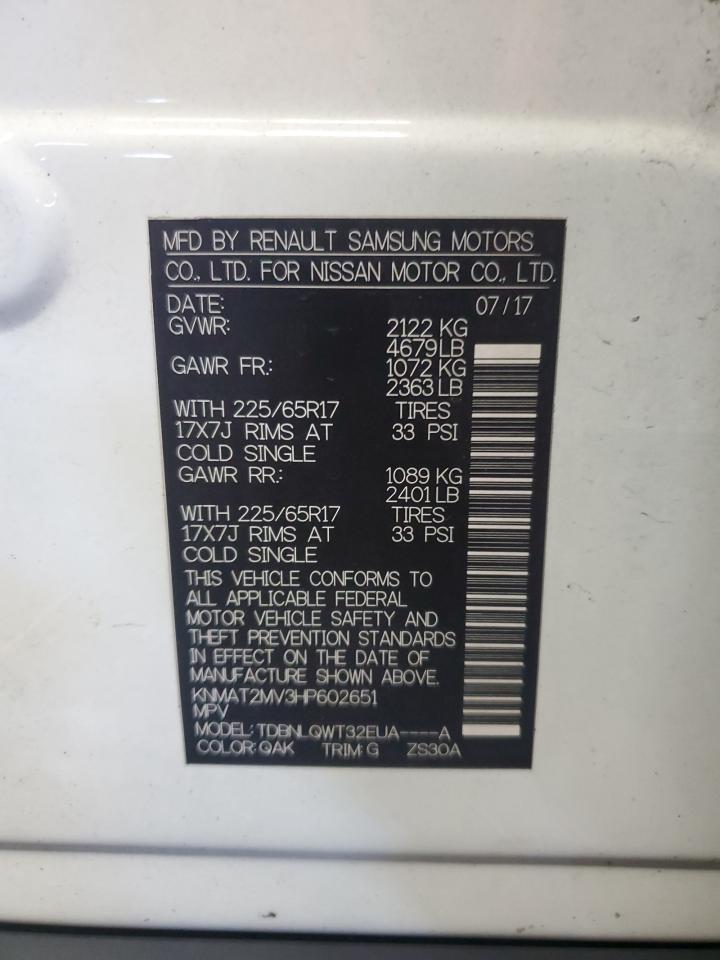 MFD BY RENAULT SAMSUNG MOTORS
CO., LTD. FOR NISSAN MOTOR CO., LTD.
DATE: 07/17
GVWR: 2122 KG
4679 LB
GAWR FR.: 1072 KG
2363 LB
WITH 225/65R17 TIRES
17X7J RIMS AT 33 PSI
COLD SINGLE
GAWR RR.: 1089 KG
2401 LB
WITH 225/65R17 TIRES
17X7J RIMS AT 33 PSI
COLD SINGLE
THIS VEHICLE CONFORMS TO
ALL APPLICABLE FEDERAL
MOTOR VEHICLE SAFETY AND
THEFT PREVENTION STANDARDS
IN EFFECT ON THE DATE OF
MANUFACTURE SHOWN ABOVE.
KNMAT2MV3HP602651
MPV
MODEL: TDBNLQWT32EUA----A
COLOR: QAK TRIM: G ZS30A